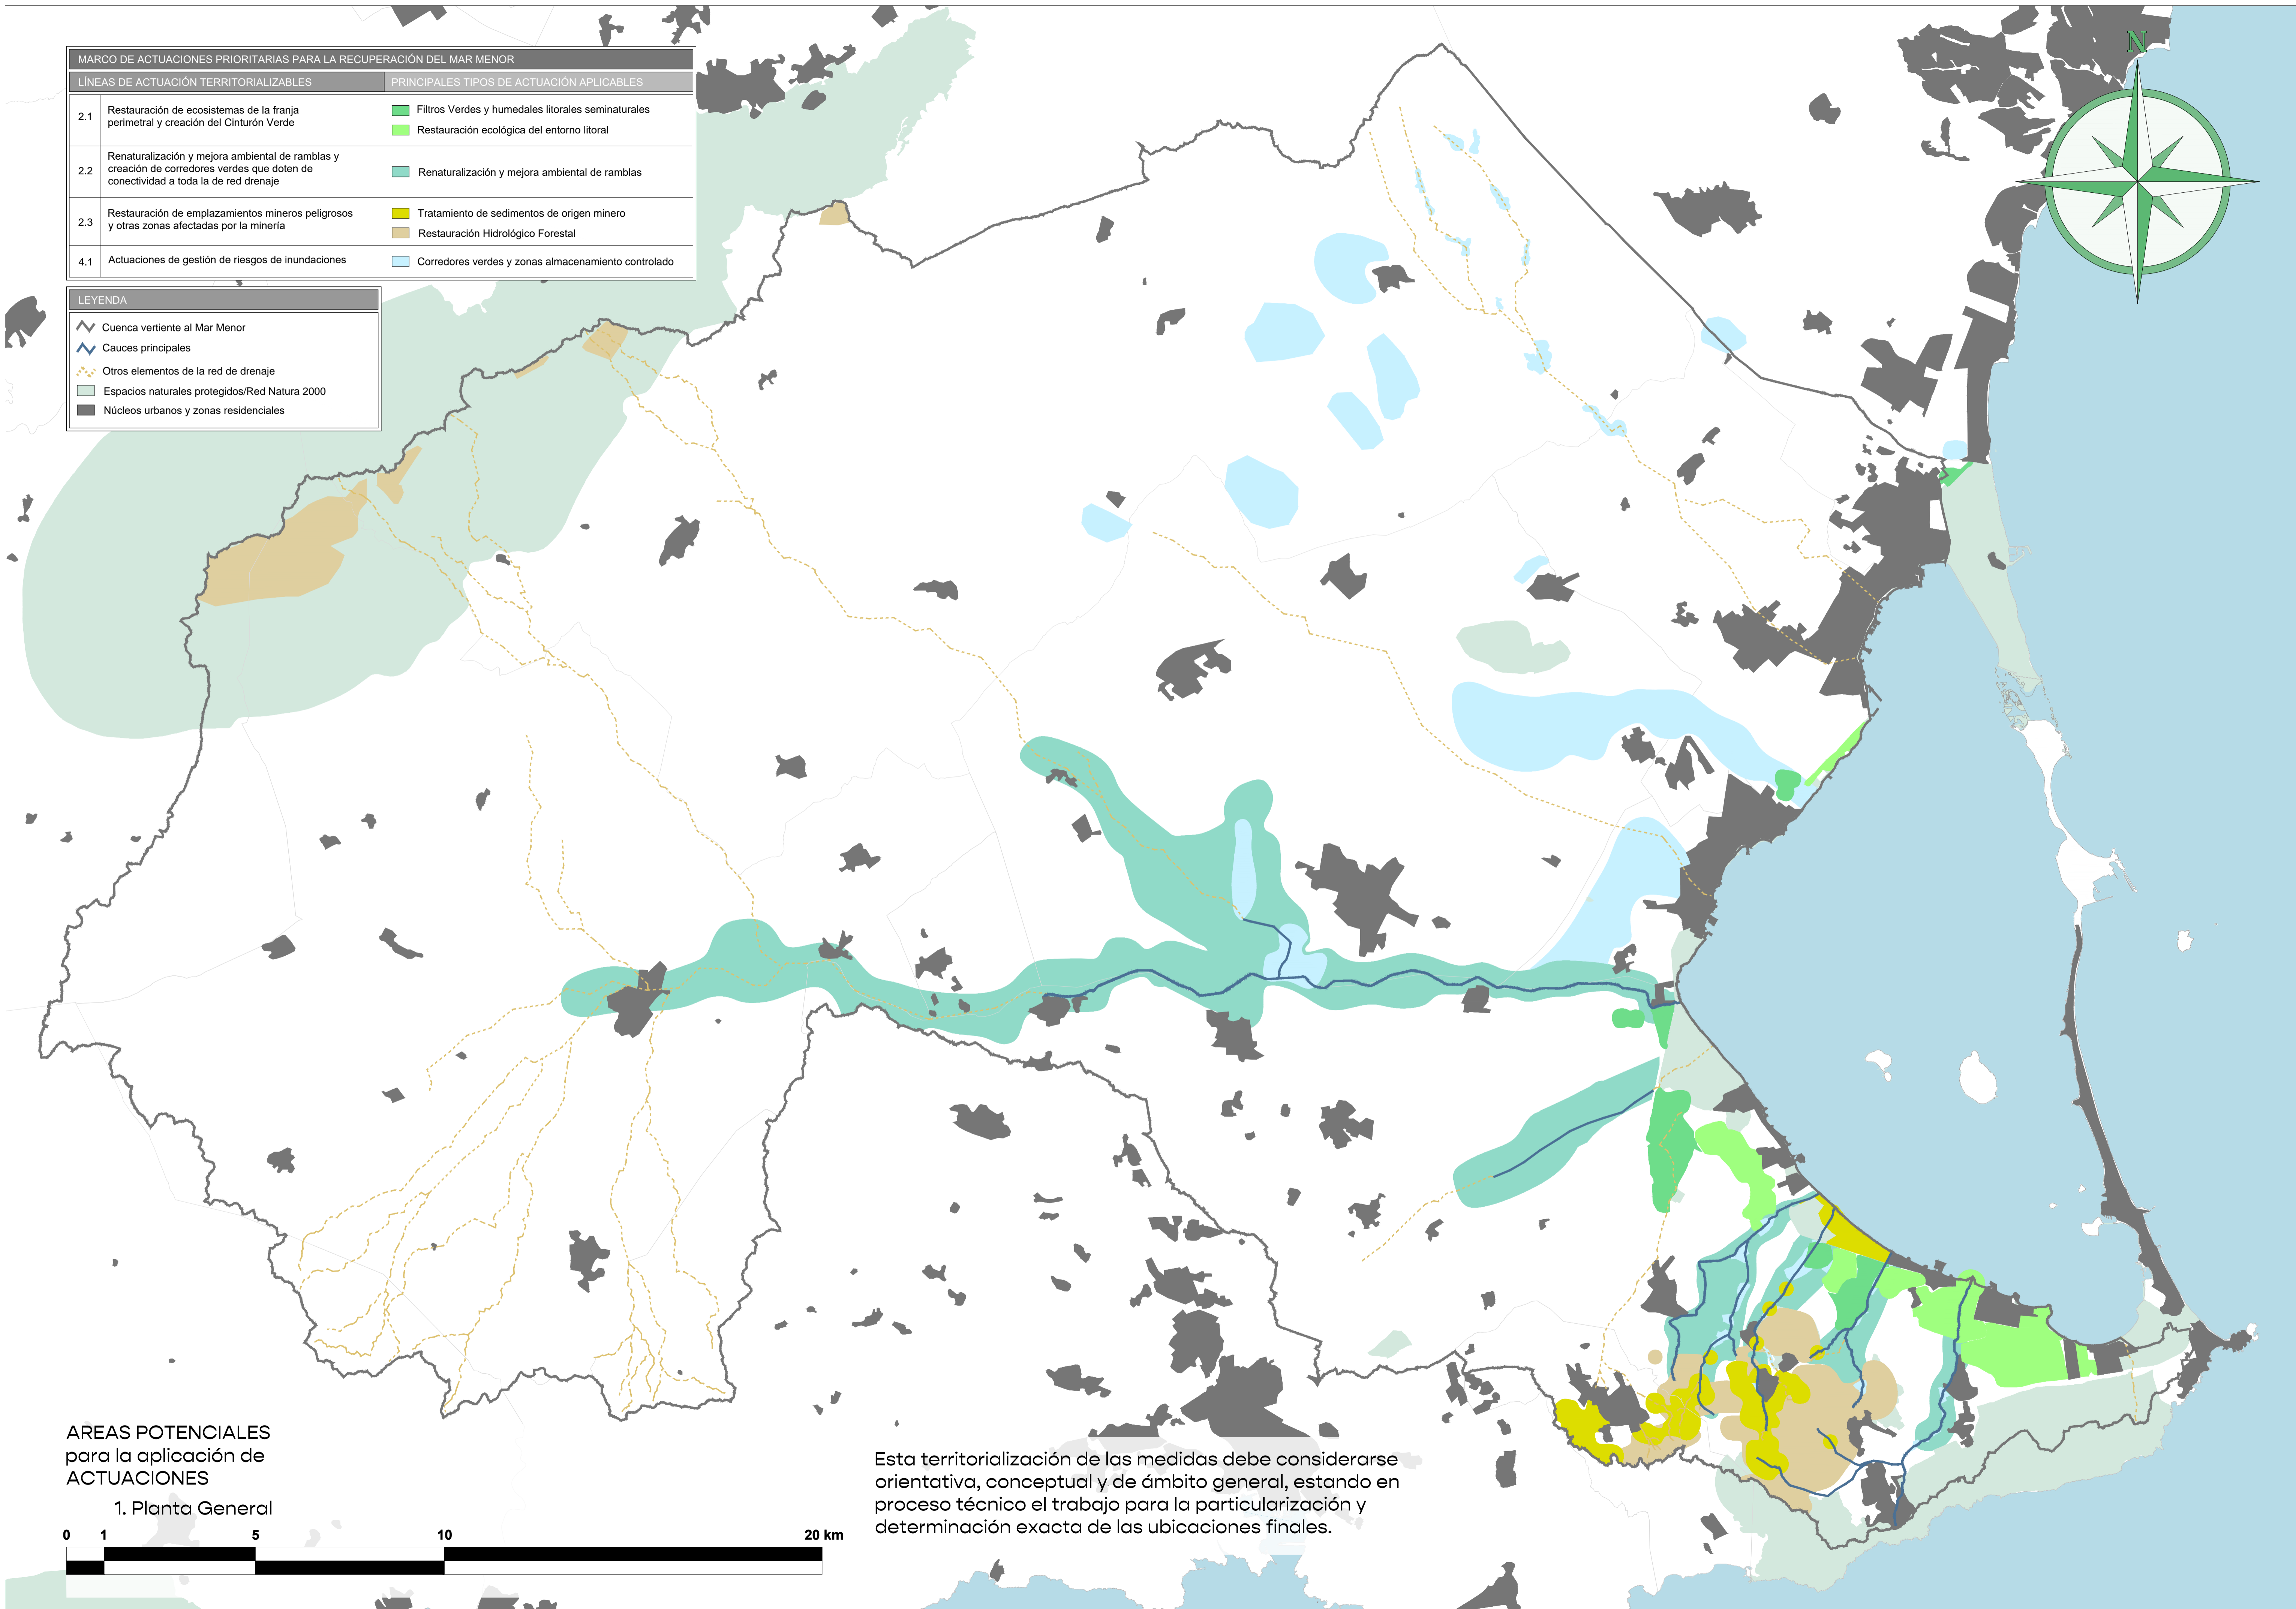 MARCO DE ACTUACIONES PRIORITARIAS PARA LA RECUPERACIÓN DEL MAR MENOR
LÍNEAS DE ACTUACIÓN TERRITORIALIZABLES
PRINCIPALES TIPOS DE ACTUACIÓN APLICABLES
2.1
Restauración de ecosistemas de la franja
perimetral y creación del Cinturón Verde
Filtros Verdes y humedales litorales seminaturales
Restauración ecológica del entorno litoral
2.2
Renaturalización y mejora ambiental de ramblas y
creación de corredores verdes que doten de
conectividad a toda la de red drenaje
Renaturalización y mejora ambiental de ramblas
2.3
Restauración de emplazamientos mineros peligrosos
y otras zonas afectadas por la minería
Tratamiento de sedimentos de origen minero
Restauración Hidrológico Forestal
4.1
Actuaciones de gestión de riesgos de inundaciones
Corredores verdes y zonas almacenamiento controlado
LEYENDA
Cuenca vertiente al Mar Menor
Cauces principales
Otros elementos de la red de drenaje
Espacios naturales protegidos/Red Natura 2000
Núcleos urbanos y zonas residenciales
N
AREAS POTENCIALES
para la aplicación de
ACTUACIONES
1. Planta General
0 1 5 10 20 km
Esta territorialización de las medidas debe considerarse
orientativa, conceptual y de ámbito general, estando en
proceso técnico el trabajo para la particularización y
determinación exacta de las ubicaciones finales.